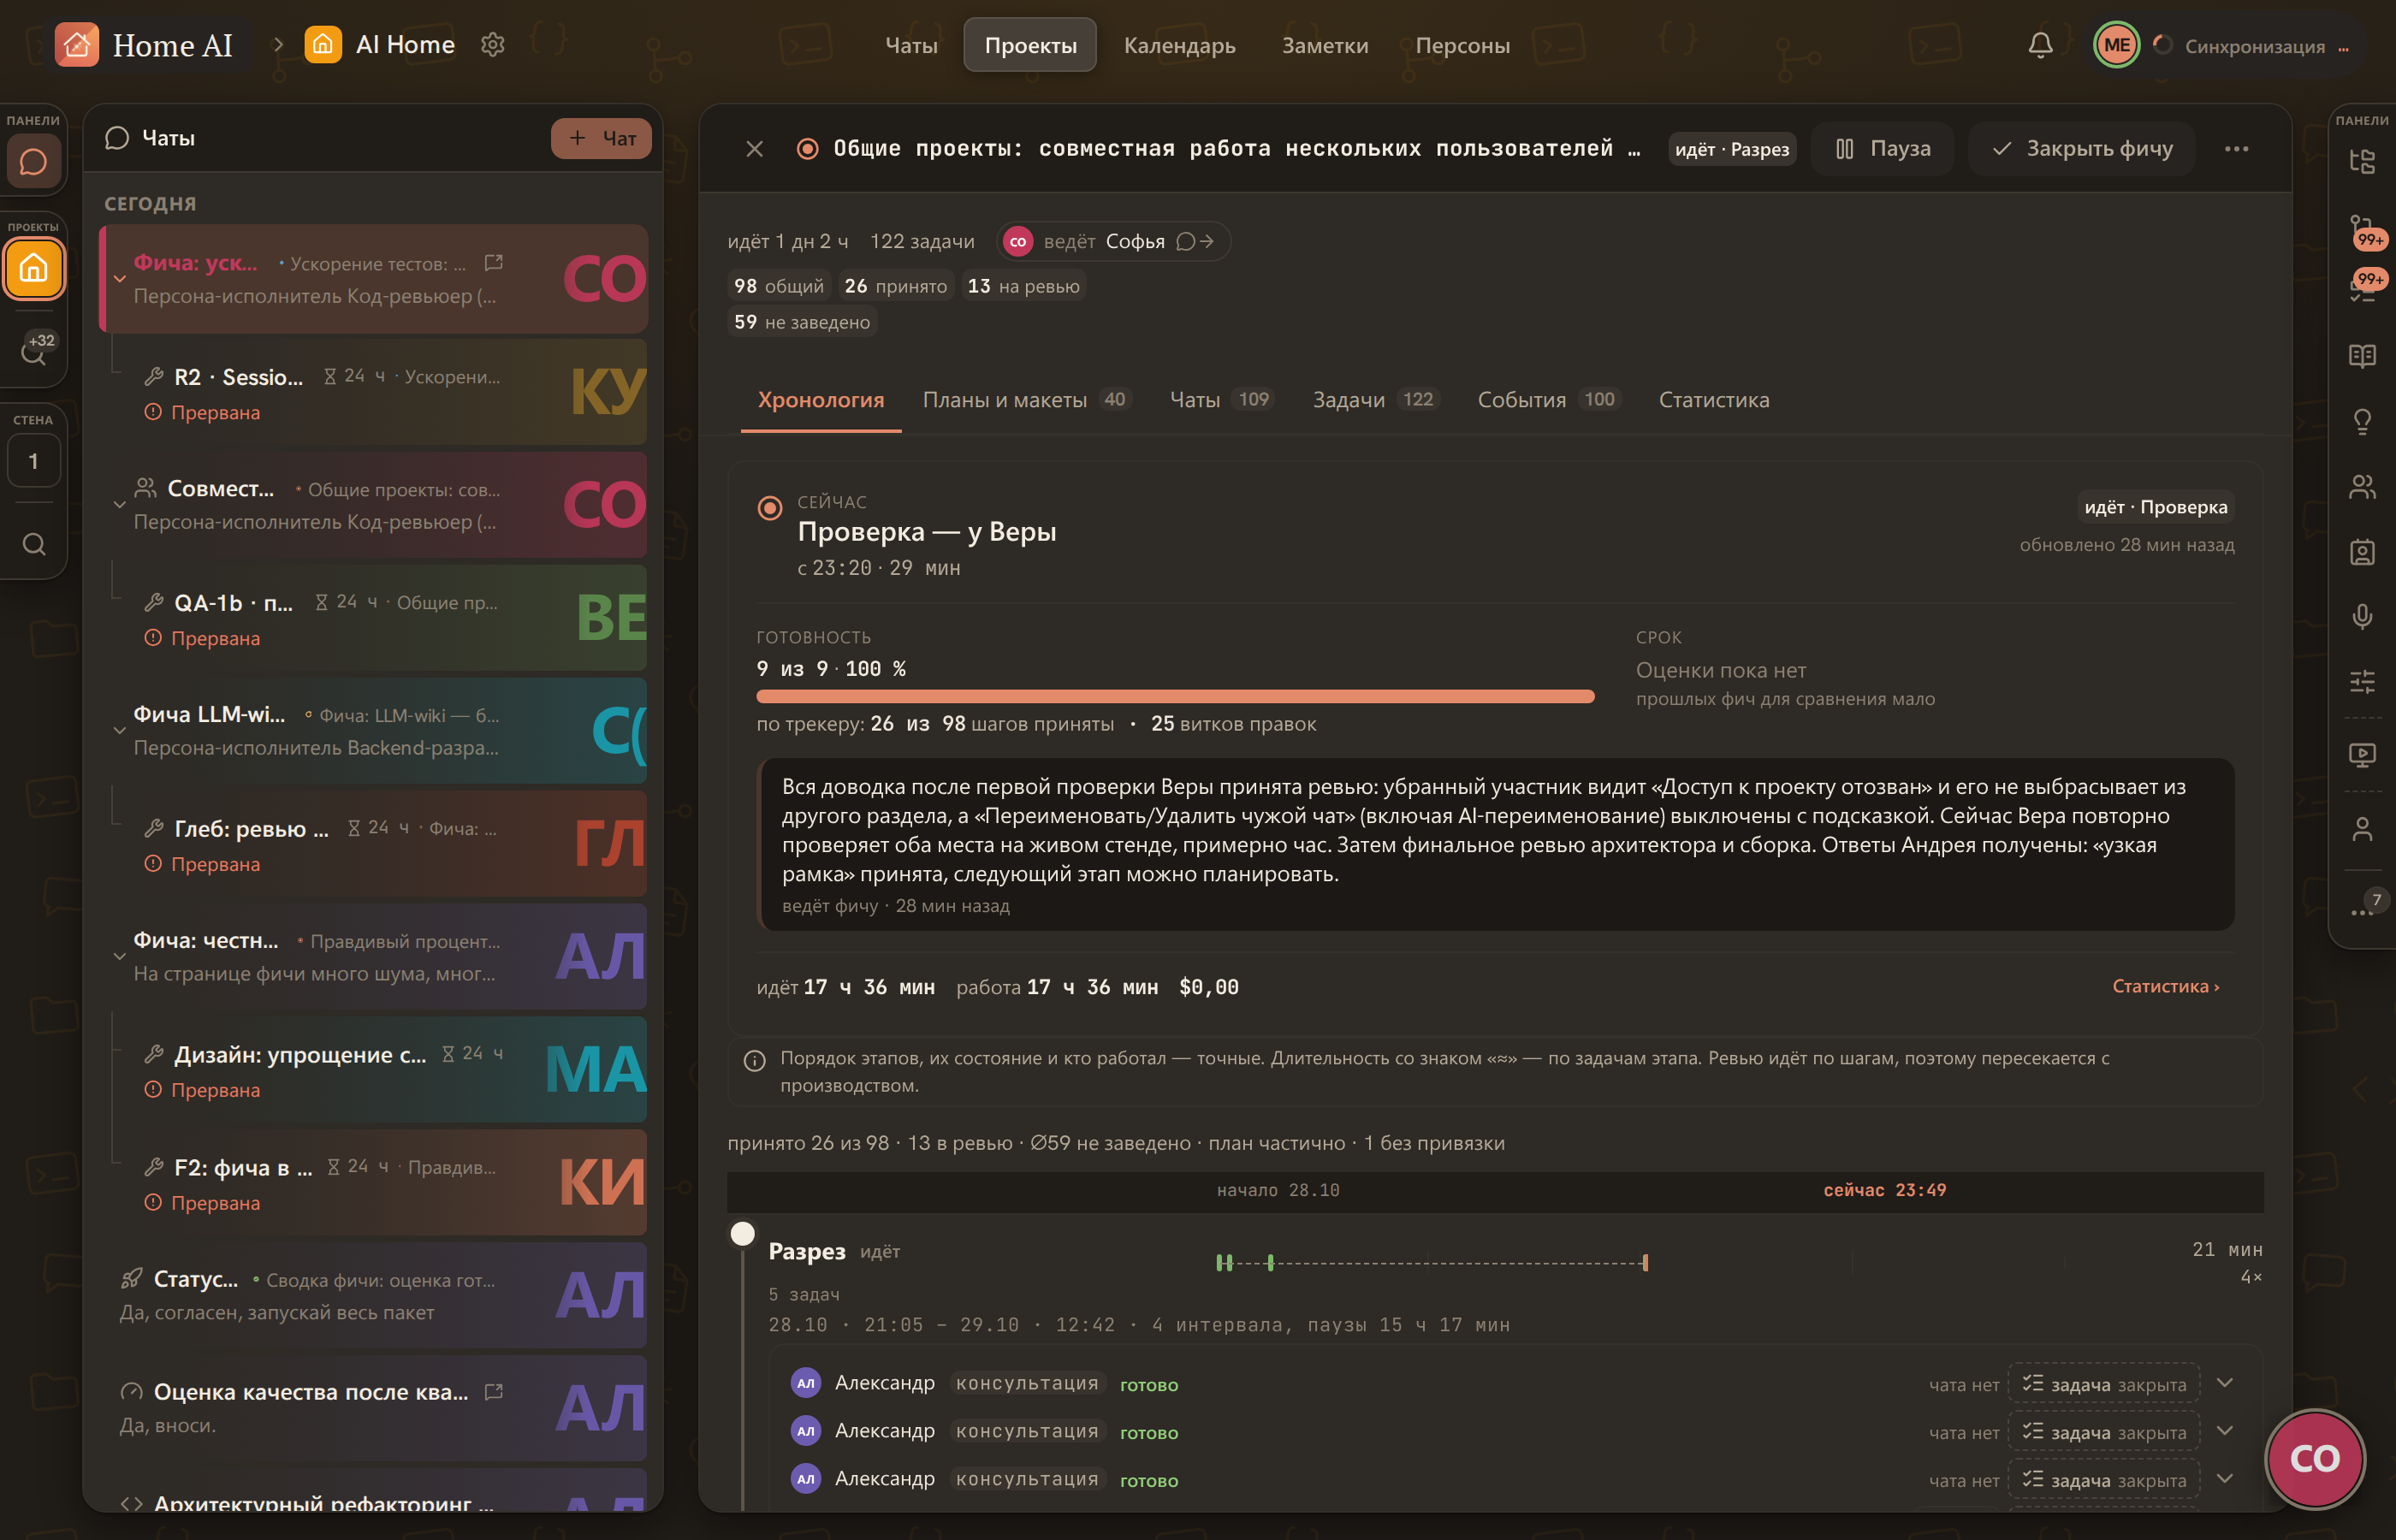 Home AI
AI Home
Чаты
Проекты
Календарь
Заметки
Персоны
ME
Синхронизация ...
ПАНЕЛИ
ПРОЕКТЫ
+32
СТЕНА
1
Чаты
+ Чат
СЕГОДНЯ
Фича: уск... • Ускорение тестов: ...
Персона-исполнитель Код-ревьюер (...
СО
R2 · Sessio... 24 ч · Ускорени...
Прервана
КУ
Совмест... • Общие проекты: сов...
Персона-исполнитель Код-ревьюер (...
СО
QA-1b · п... 24 ч · Общие пр...
Прервана
ВЕ
Фича LLM-wi... Фича: LLM-wiki — б...
Персона-исполнитель Backend-разра...
С(
Глеб: ревью ... 24 ч · Фича: ...
Прервана
ГЛ
Фича: честн... • Правдивый процент...
На странице фичи много шума, мног...
АЛ
Дизайн: упрощение с... 24 ч
Прервана
МА
F2: фича в ... 24 ч · Правдив...
Прервана
КИ
Статус... • Сводка фичи: оценка гот...
Да, согласен, запускай весь пакет
АЛ
Оценка качества после ква...
Да, вноси.
АЛ
Архитектурный рефакторинг ...
АЛ
Общие проекты: совместная работа нескольких пользователей …
идёт · Разрез
Пауза
Закрыть фичу
идёт 1 дн 2 ч 122 задачи СО ведёт Софья
98 общий 26 принято 13 на ревью
59 не заведено
Хронология
Планы и макеты 40
Чаты 109
Задачи 122
События 100
Статистика
СЕЙЧАС
Проверка — у Веры
с 23:20 · 29 мин
идёт · Проверка
обновлено 28 мин назад
ГОТОВНОСТЬ
9 из 9 · 100 %
по трекеру: 26 из 98 шагов приняты • 25 витков правок
СРОК
Оценки пока нет
прошлых фич для сравнения мало
Вся доводка после первой проверки Веры принята ревью: убранный участник видит «Доступ к проекту отозван» и его не выбрасывает из
другого раздела, а «Переименовать/Удалить чужой чат» (включая AI-переименование) выключены с подсказкой. Сейчас Вера повторно
проверяет оба места на живом стенде, примерно час. Затем финальное ревью архитектора и сборка. Ответы Андрея получены: «узкая
рамка» принята, следующий этап можно планировать.
ведёт фичу · 28 мин назад
идёт 17 ч 36 мин работа 17 ч 36 мин $0,00
Статистика ›
Порядок этапов, их состояние и кто работал — точные. Длительность со знаком «≈» — по задачам этапа. Ревью идёт по шагам, поэтому пересекается с
производством.
принято 26 из 98 · 13 в ревью · ∅59 не заведено · план частично · 1 без привязки
начало 28.10
сейчас 23:49
Разрез идёт
21 мин
4×
5 задач
28.10 · 21:05 – 29.10 · 12:42 · 4 интервала, паузы 15 ч 17 мин
АЛ Александр консультация готово чата нет задача закрыта
АЛ Александр консультация готово чата нет задача закрыта
АЛ Александр консультация готово чата нет задача закрыта
ПАНЕЛИ
99+
99+
7
СО